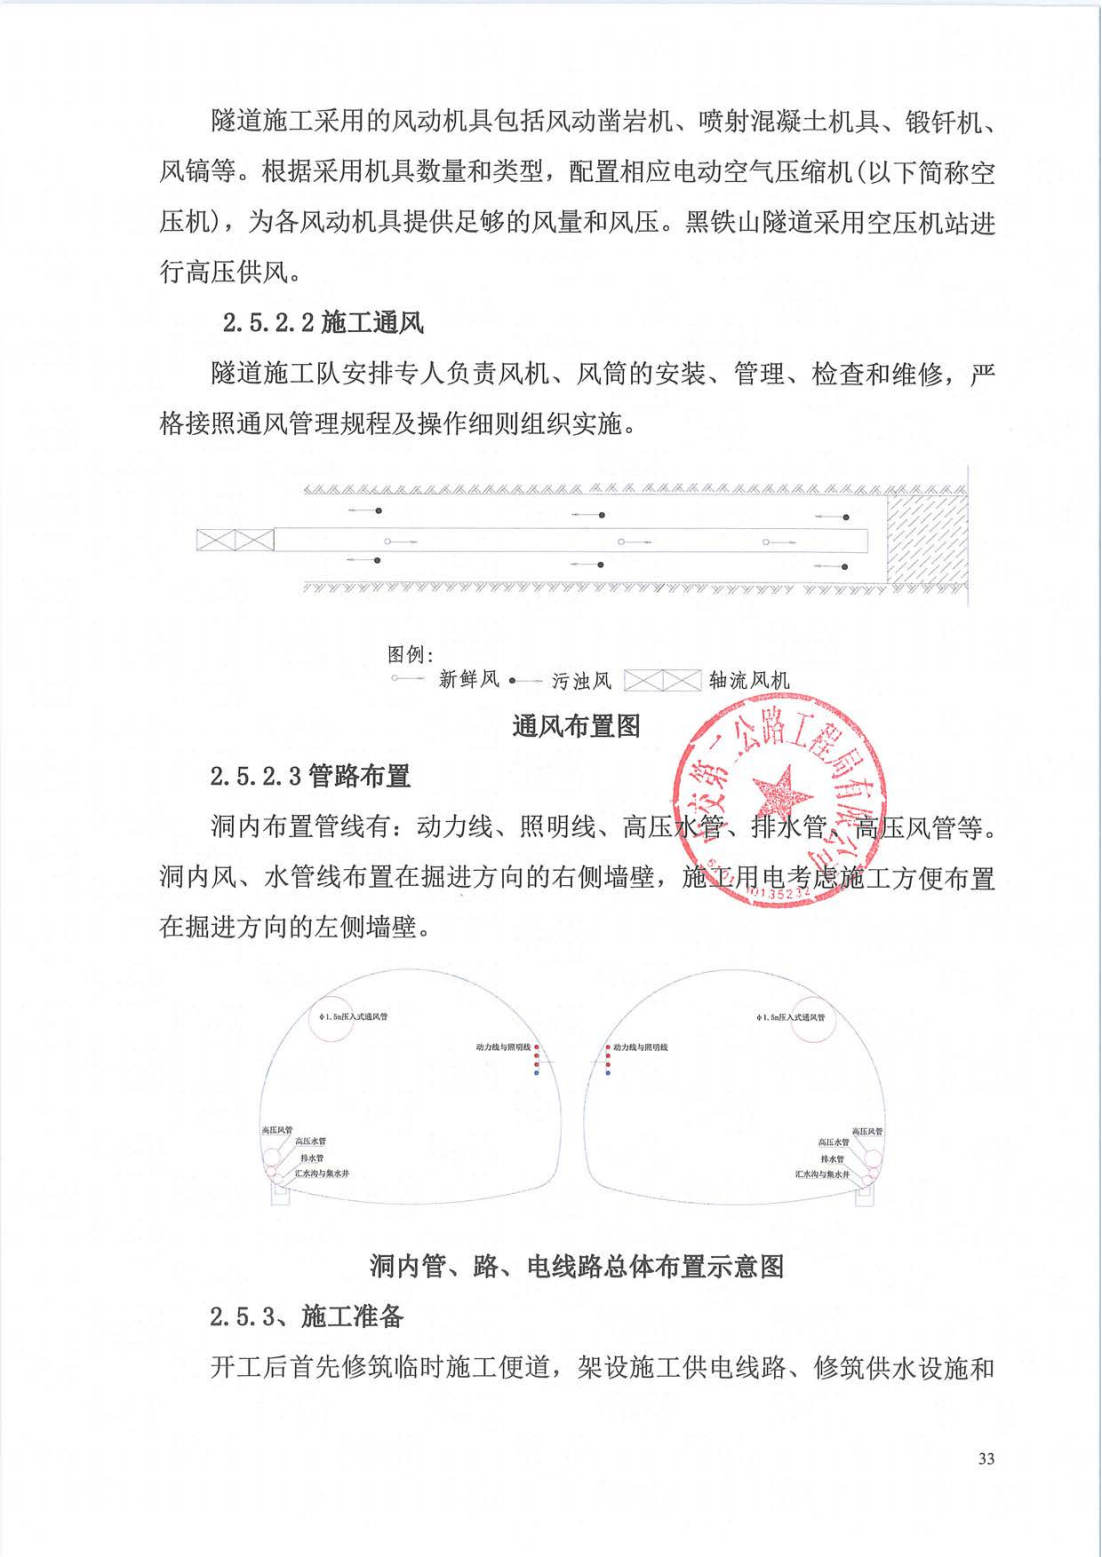 隧道施工采用的风动机具包括风动凿岩机、喷射混凝土机具、锻钎机、
风镐等。根据采用机具数量和类型，配置相应电动空气压缩机(以下简称空
压机)，为各风动机具提供足够的风量和风压。黑铁山隧道采用空压机站进
行高压供风。
2.5.2.2施工通风
隧道施工队安排专人负责风机、风筒的安装、管理、检查和维修，严
格按照通风管理规程及操作细则组织实施。
图例:
新鲜风 污浊风 轴流风机
通风布置图
中交第一公路工程局有限公司
2.5.2.3管路布置
洞内布置管线有：动力线、照明线、高压水管、排水管、高压风管等。
洞内风、水管线布置在掘进方向的右侧墙壁，施工用电考虑施工方便布置
在掘进方向的左侧墙壁。
φ1.5m压入式通风管 φ1.5m压入式通风管
动力线与照明线 动力线与照明线
高压风管 高压风管
高压水管 高压水管
排水管 排水管
汇水沟与集水井 汇水沟与集水井
洞内管、路、电线路总体布置示意图
2.5.3、施工准备
开工后首先修筑临时施工便道，架设施工供电线路、修筑供水设施和
33